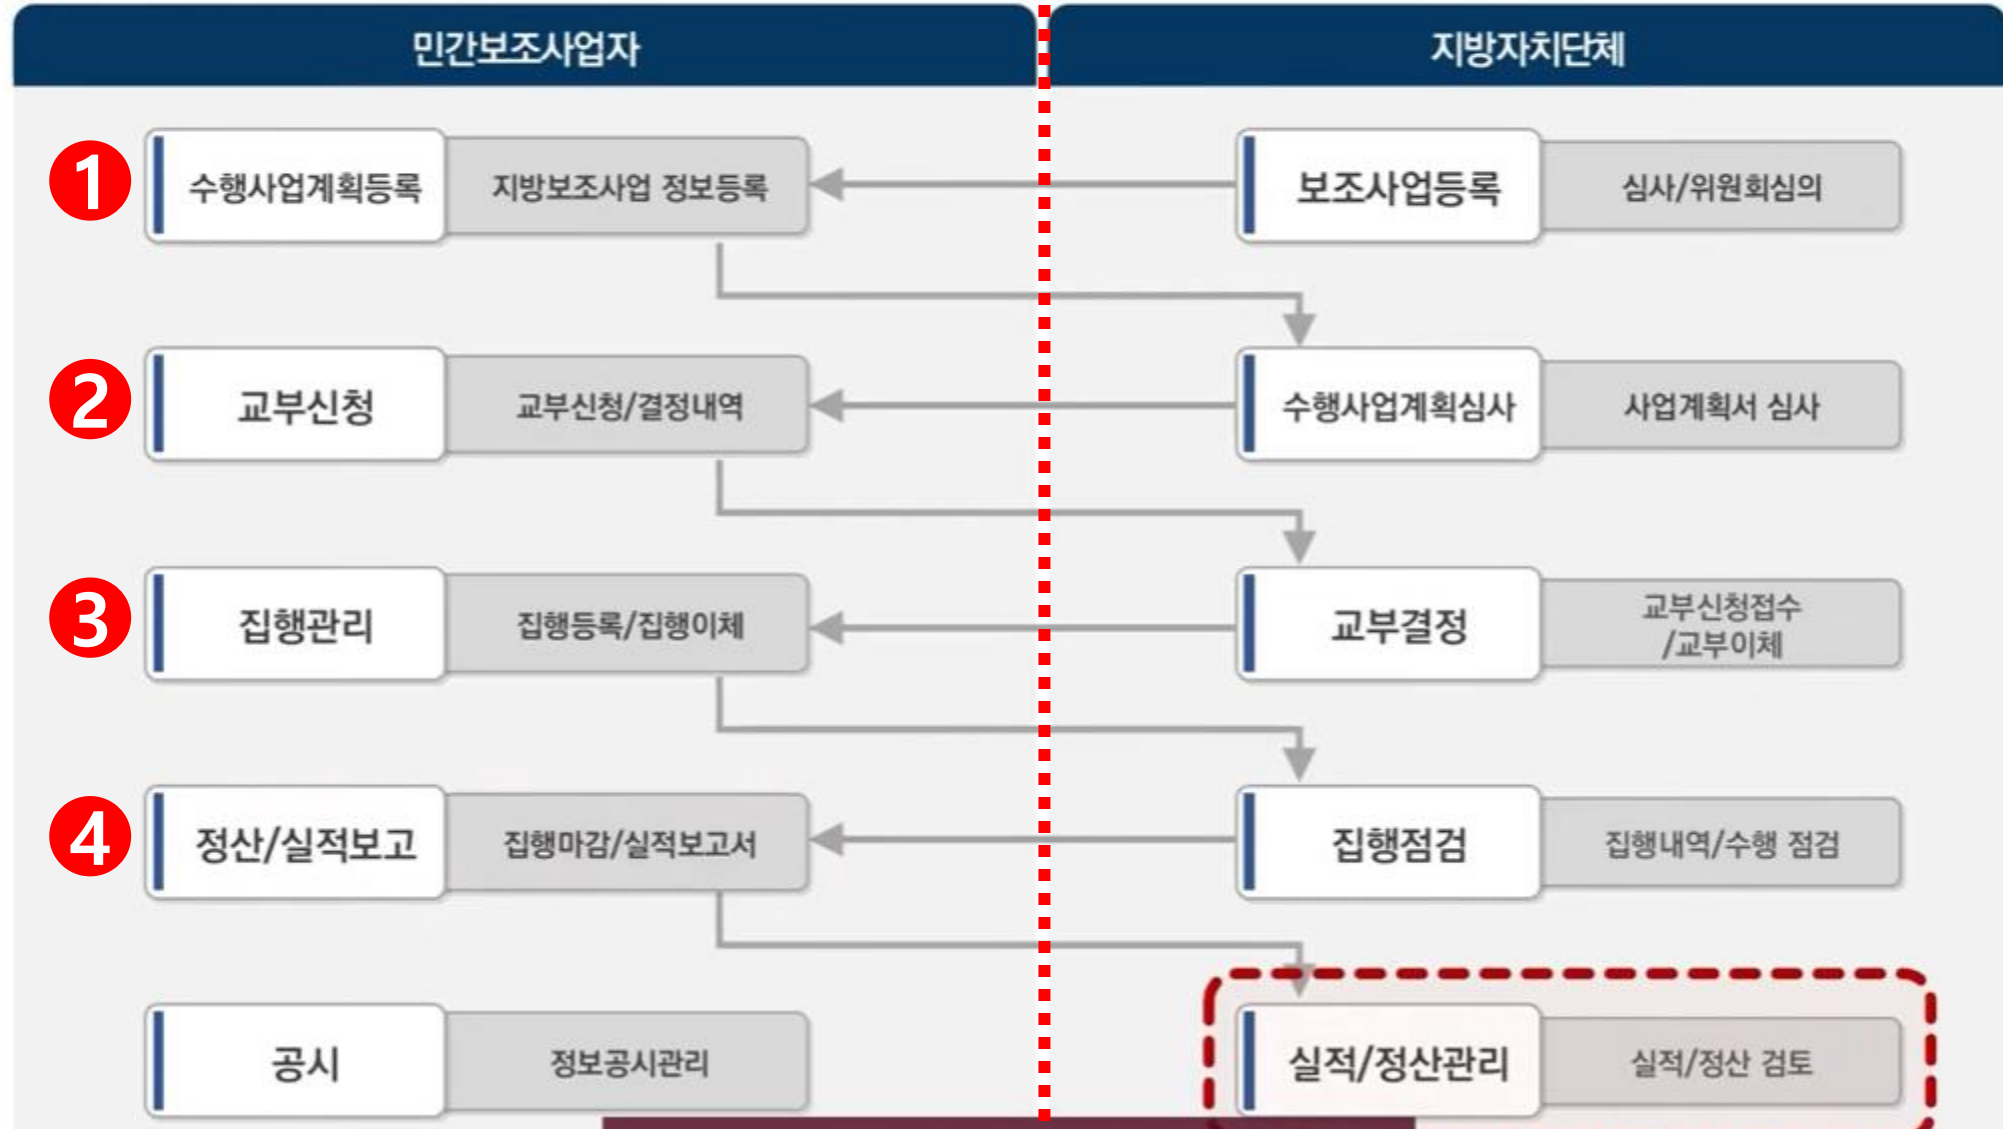 민간보조사업자
지방자치단체
1
수행사업계획등록
지방보조사업 정보등록
보조사업등록
심사/위원회심의
2
교부신청
교부신청/결정내역
수행사업계획심사
사업계획서 심사
3
집행관리
집행등록/집행이체
교부결정
교부신청접수
/교부이체
4
정산/실적보고
집행마감/실적보고서
집행점검
집행내역/수행 점검
공시
정보공시관리
실적/정산관리
실적/정산 검토